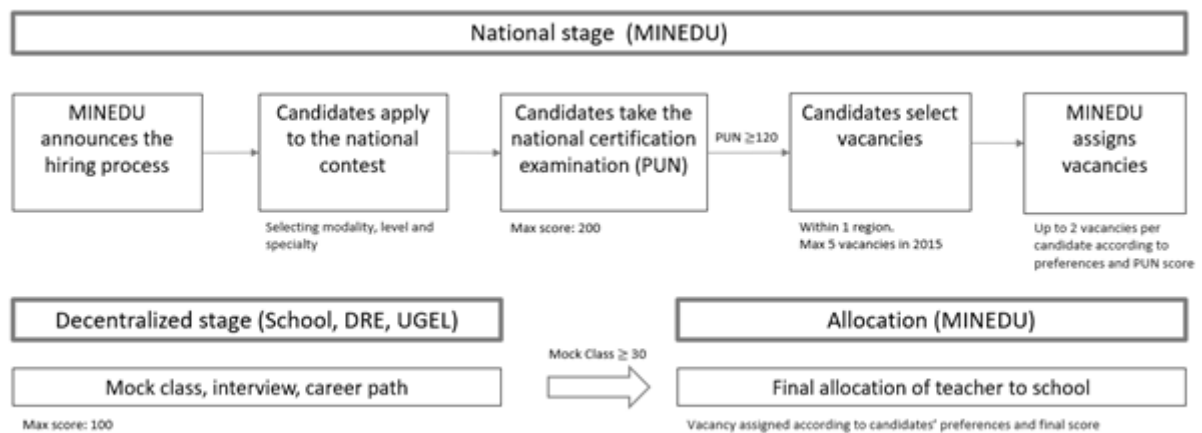 National stage (MINEDU)
MINEDU
announces the
hiring process
Candidates apply
to the national
contest
Candidates take the
national certification
examination (PUN)
PUN ≥120
Candidates select
vacancies
MINEDU
assigns
vacancies
Selecting modality, level and
specialty
Max score: 200
Within 1 region.
Max 5 vacancies in 2015
Up to 2 vacancies per
candidate according to
preferences and PUN score
Decentralized stage (School, DRE, UGEL)
Allocation (MINEDU)
Mock Class ≥ 30
Mock class, interview, career path
Final allocation of teacher to school
Max score: 100
Vacancy assigned according to candidates' preferences and final score